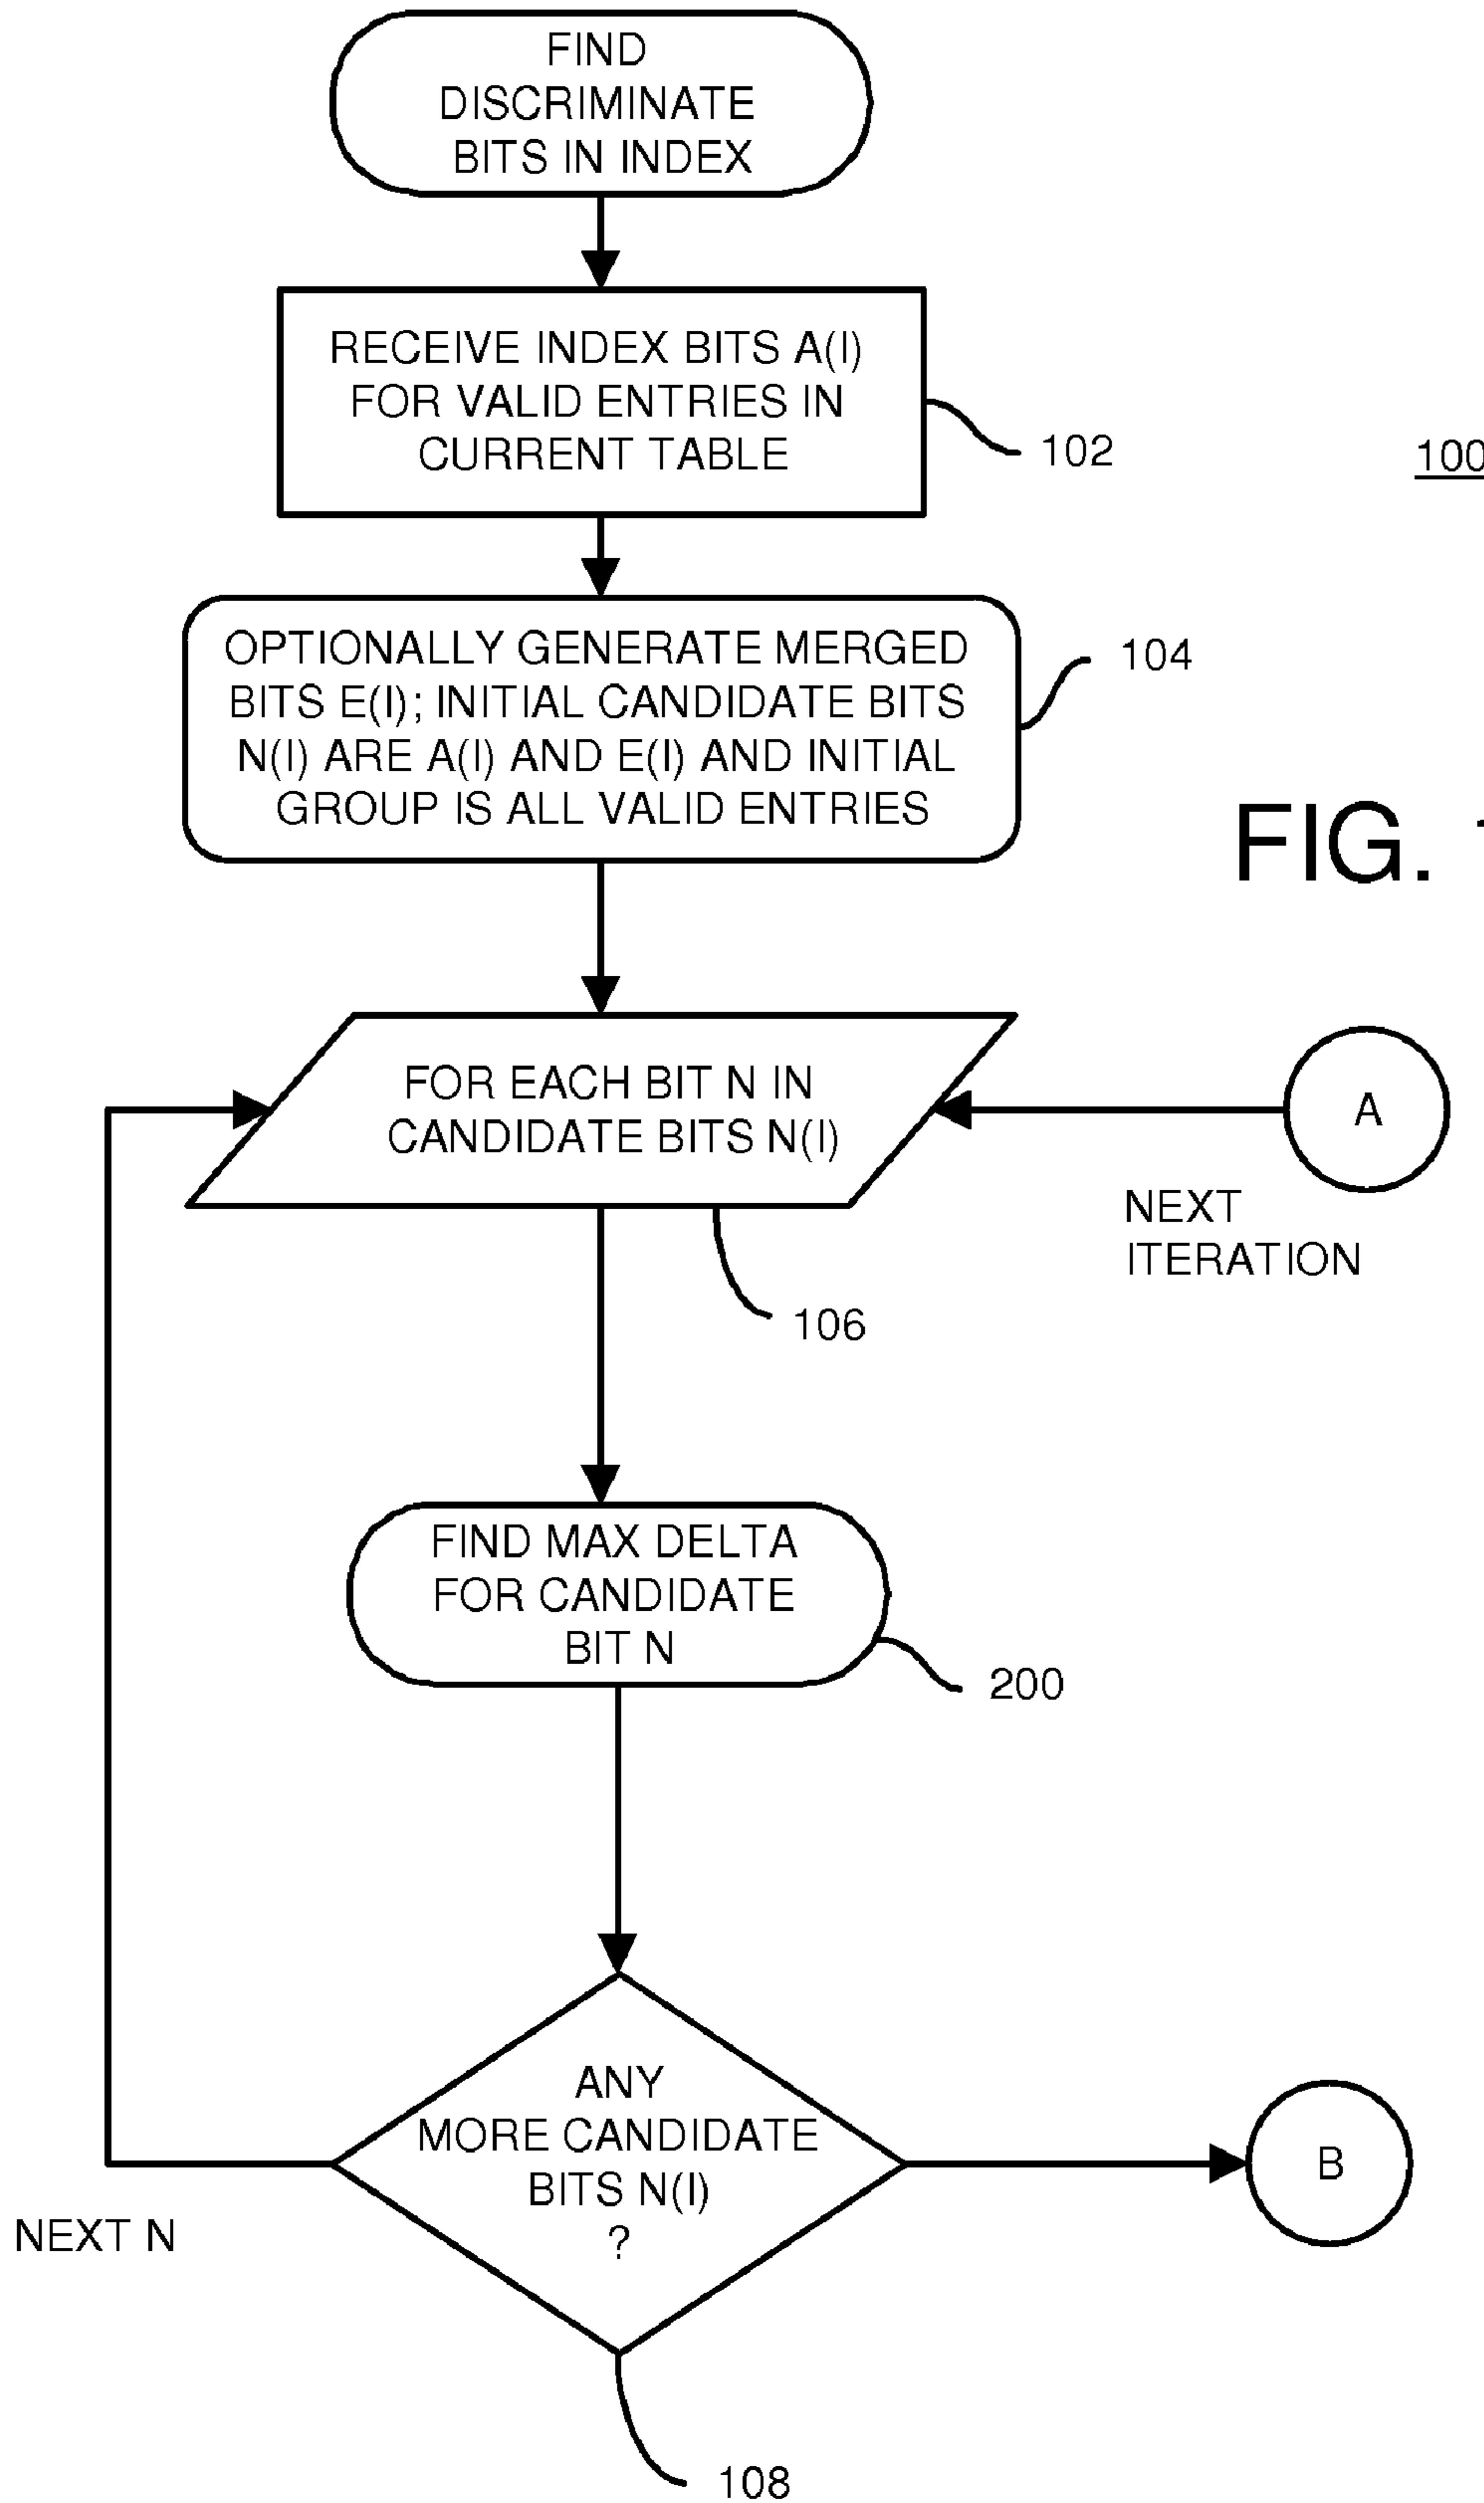 FIND
DISCRIMINATE
BITS IN INDEX
RECEIVE INDEX BITS A(I)
FOR VALID ENTRIES IN
CURRENT TABLE
102
100
OPTIONALLY GENERATE MERGED
BITS E(I); INITIAL CANDIDATE BITS
N(I) ARE A(I) AND E(I) AND INITIAL
GROUP IS ALL VALID ENTRIES
104
FIG.
FOR EACH BIT N IN
CANDIDATE BITS N(I)
A
NEXT
ITERATION
106
FIND MAX DELTA
FOR CANDIDATE
BIT N
200
ANY
MORE CANDIDATE
BITS N(I)
?
B
NEXT N
108